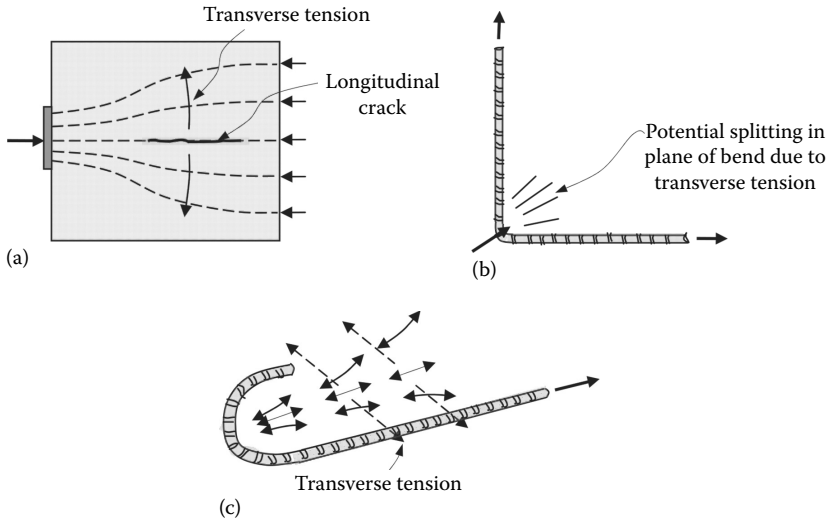 Transverse tension
Longitudinal
crack
(a)
Potential splitting in
plane of bend due to
transverse tension
(b)
Transverse tension
(c)